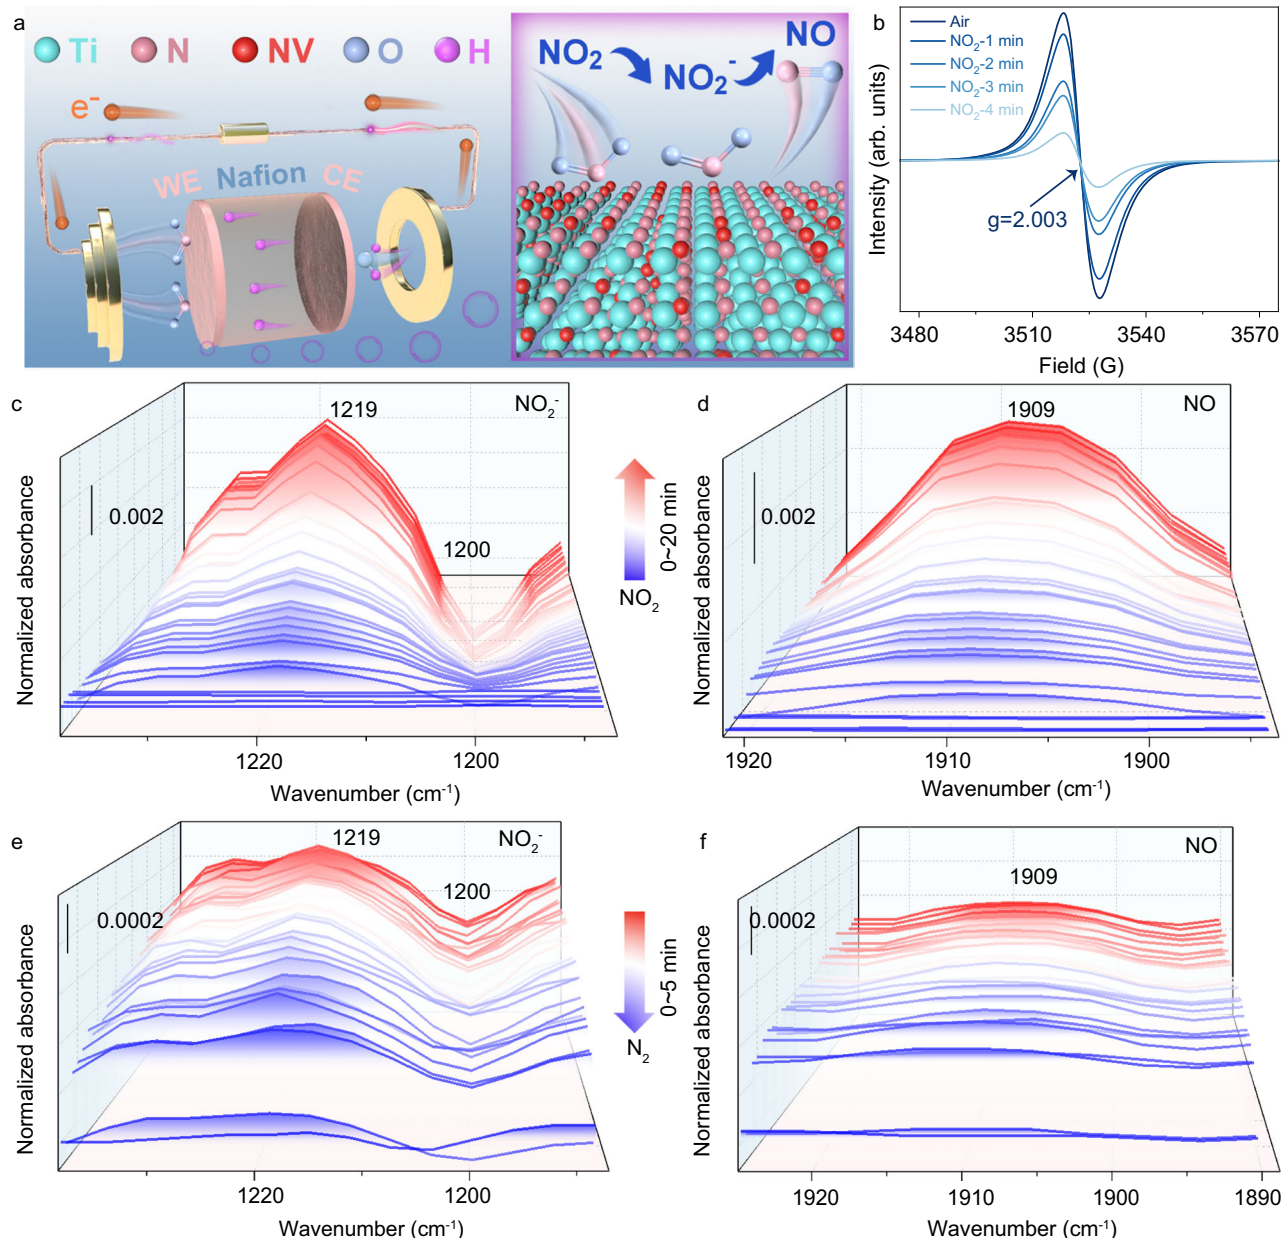 a
Ti N NV O H
e⁻
WE Nafion CE
NO₂ NO₂⁻ NO
b
Air
NO₂-1 min
NO₂-2 min
NO₂-3 min
NO₂-4 min
g=2.003
Intensity (arb. units)
3480 3510 3540 3570
Field (G)
c
1219
NO₂⁻
0.002
1200
Normalized absorbance
1220 1200
Wavenumber (cm⁻¹)
0~20 min
NO₂
d
1909
NO
0.002
Normalized absorbance
1920 1910 1900
Wavenumber (cm⁻¹)
e
1219
NO₂⁻
1200
0.0002
Normalized absorbance
1220 1200
Wavenumber (cm⁻¹)
0~5 min
N₂
f
NO
1909
0.0002
Normalized absorbance
1920 1910 1900 1890
Wavenumber (cm⁻¹)